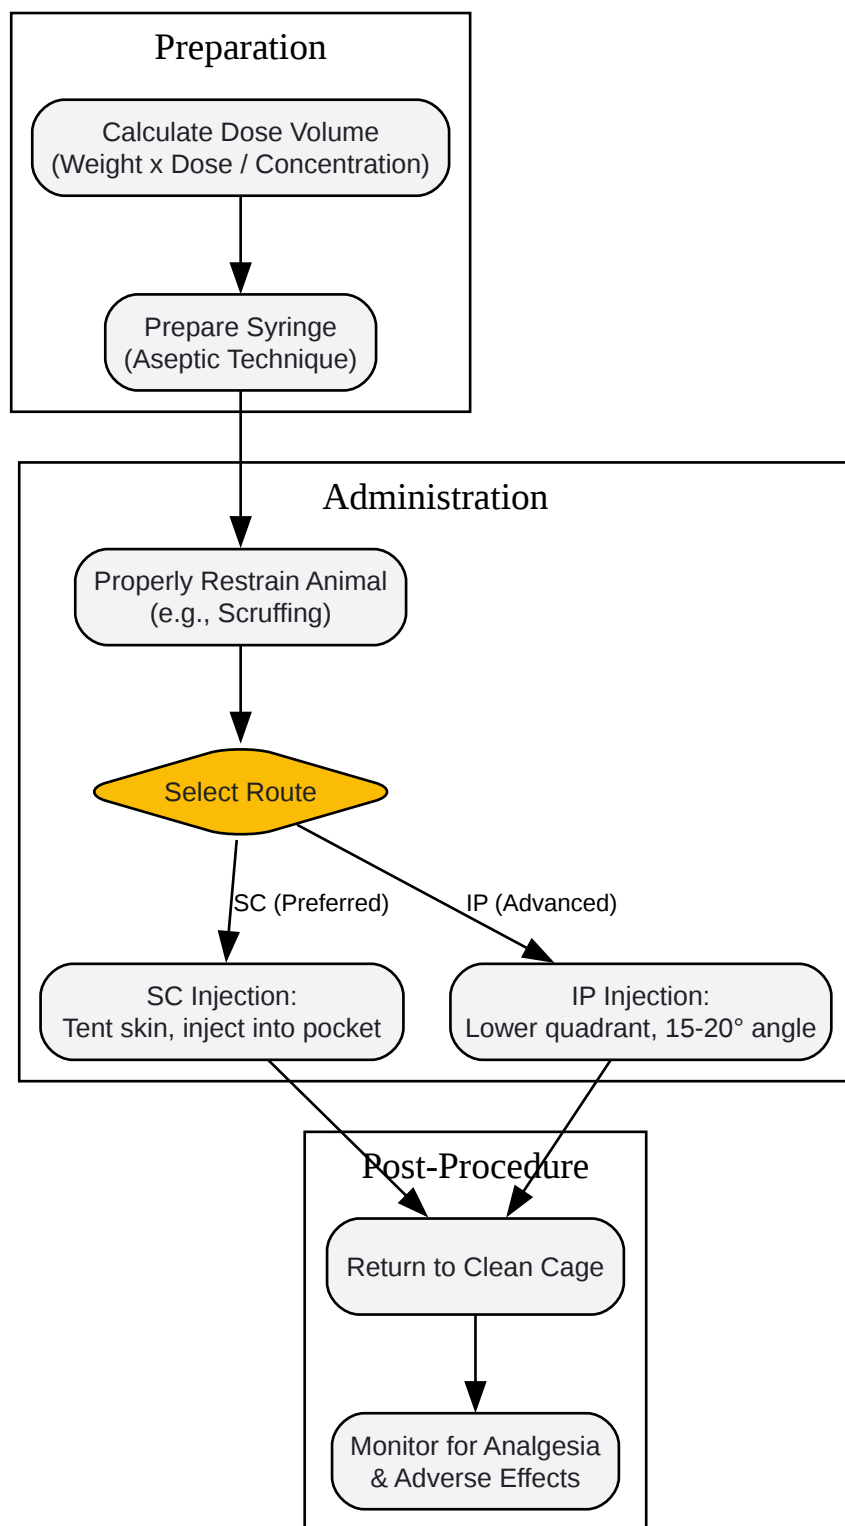 Preparation
Calculate Dose Volume
(Weight x Dose / Concentration)
Prepare Syringe
(Aseptic Technique)
Administration
Properly Restrain Animal
(e.g., Scruffing)
Select Route
SC (Preferred)
IP (Advanced)
SC Injection:
Tent skin, inject into pocket
IP Injection:
Lower quadrant, 15-20° angle
Post-Procedure
Return to Clean Cage
Monitor for Analgesia
& Adverse Effects